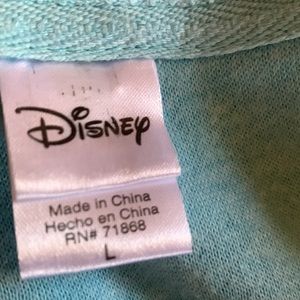 Disney
Made in China
Hecho en China
RN# 71868
L